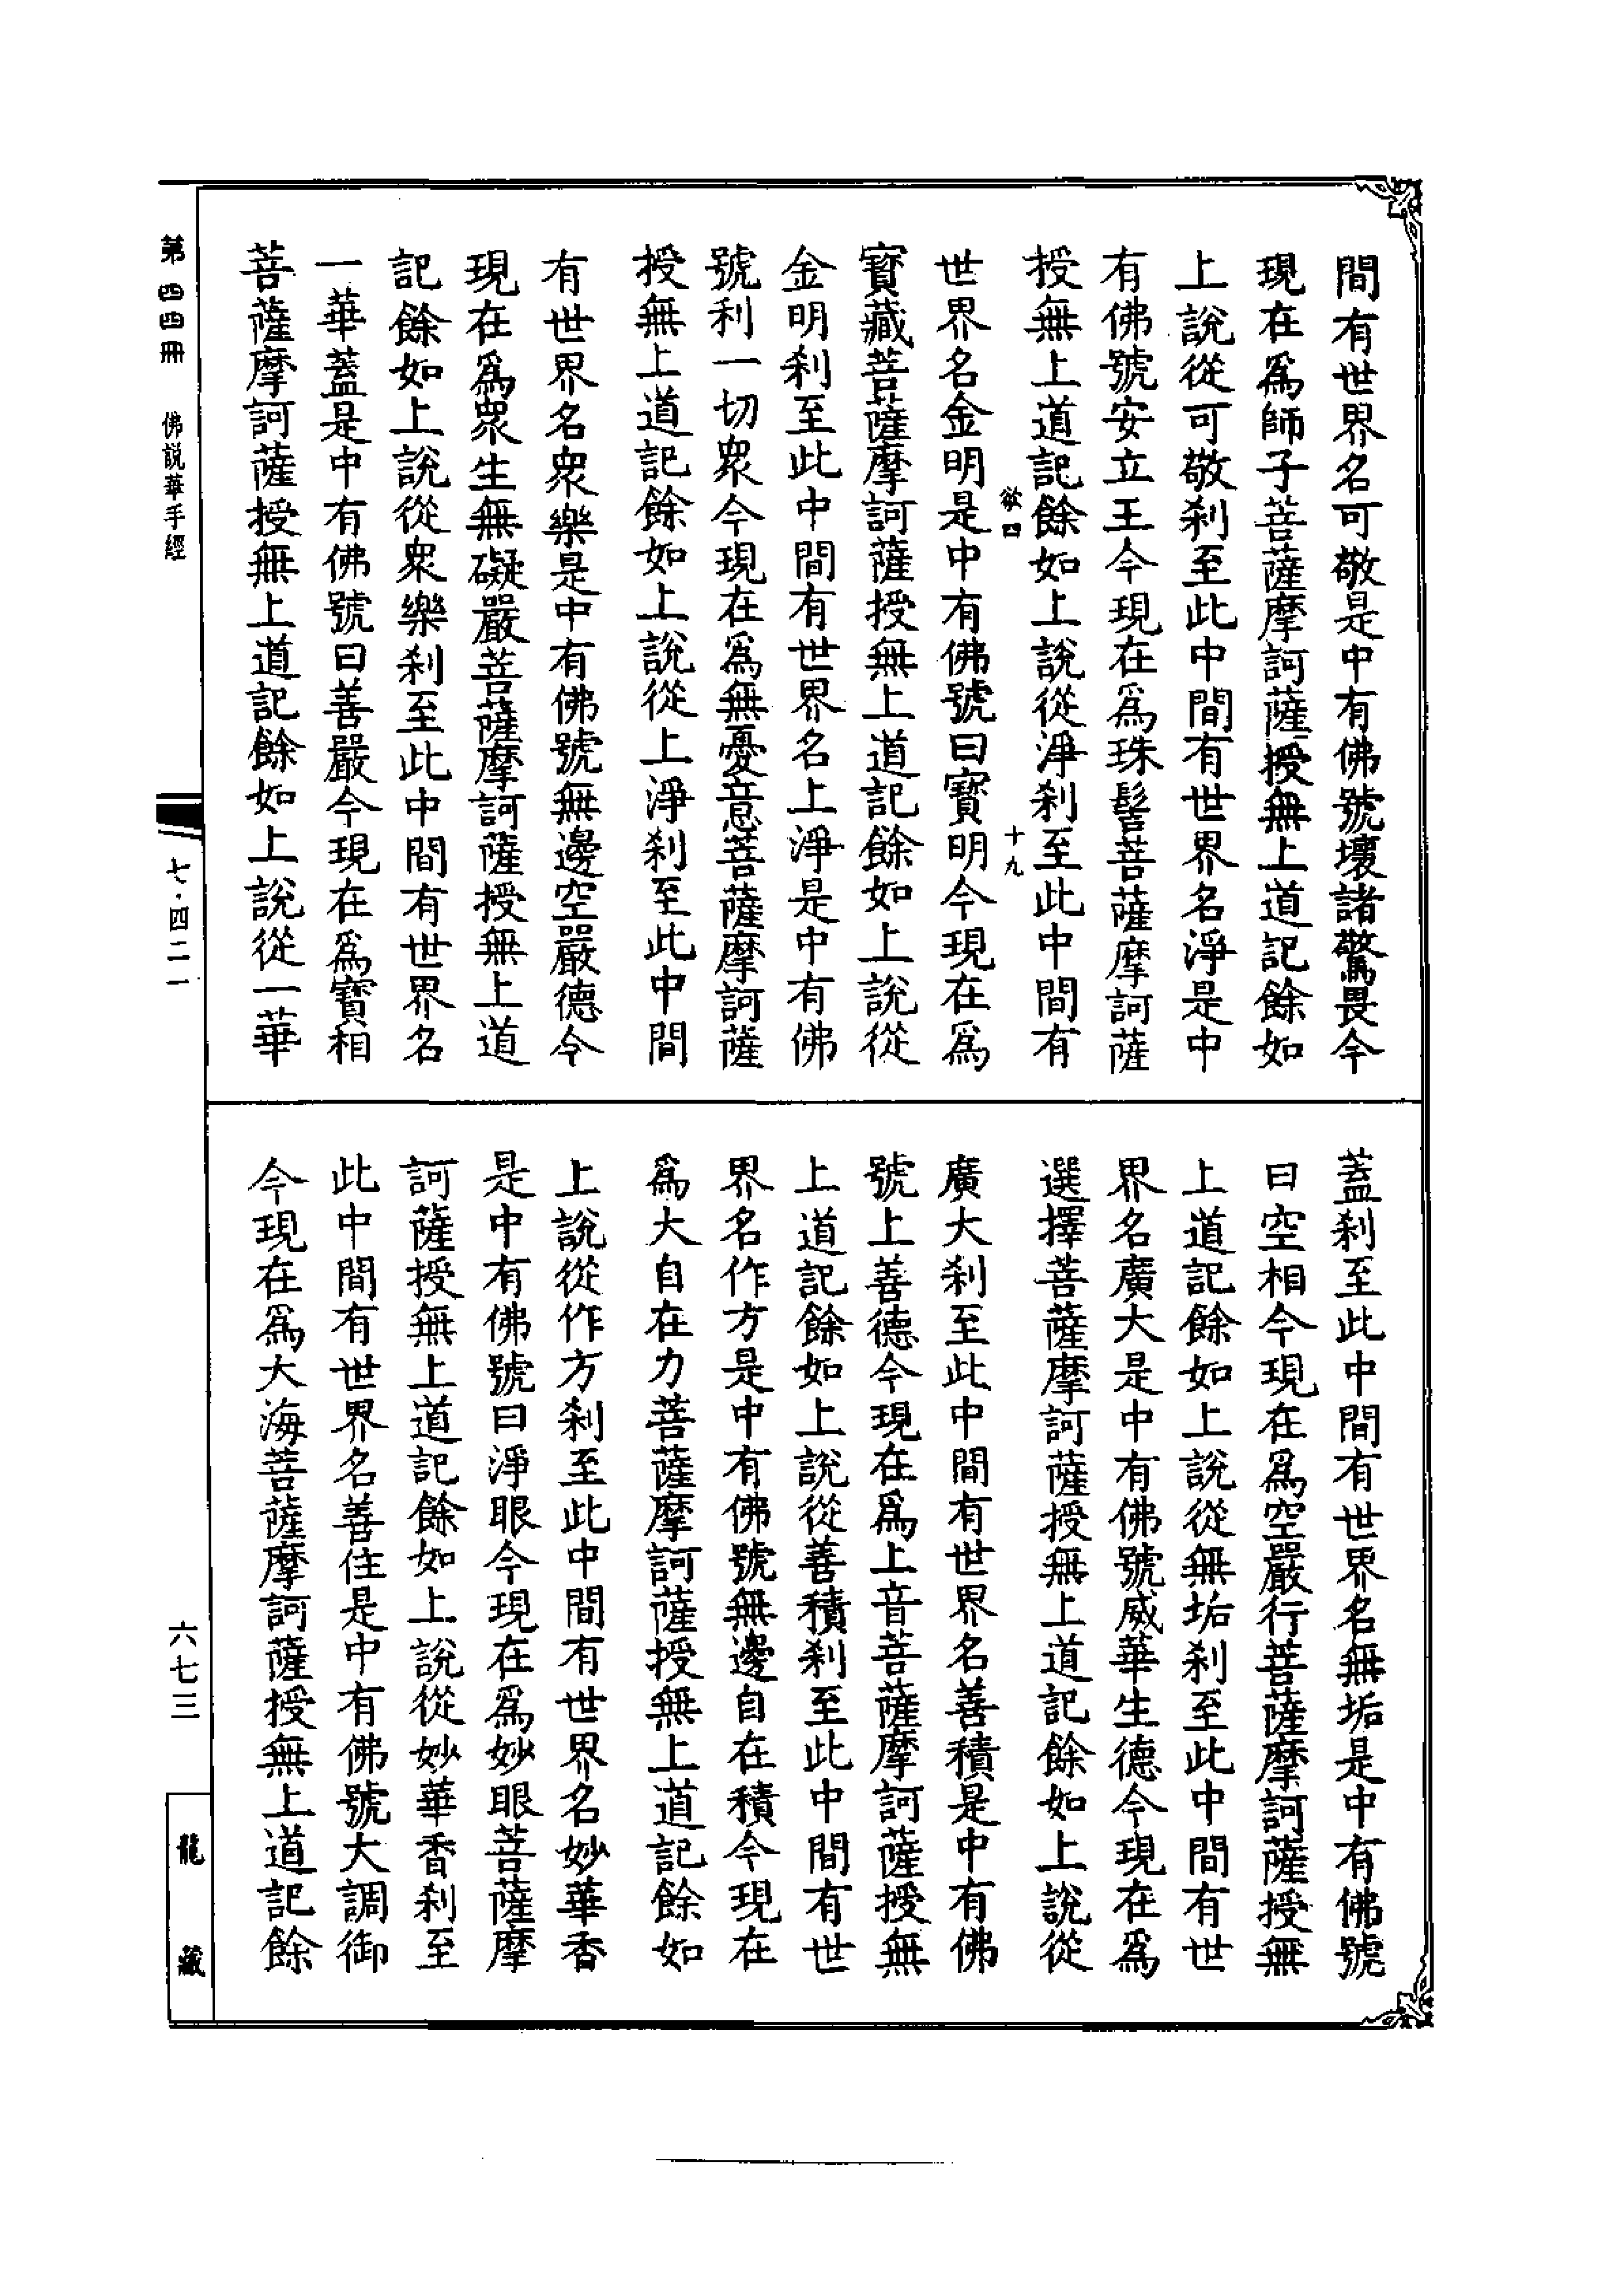 間有世界名可敬是中有佛號壞諸驚畏今
現在爲師子菩薩摩訶薩授無上道記餘如
上說從可敬刹至此中間有世界名淨是中
有佛號安立王今現在爲珠髻菩薩摩訶薩
授無上道記餘如上說從淨刹至此中間有
欲四 十九
世界名金明是中有佛號曰寶明今現在爲
寶藏菩薩摩訶薩授無上道記餘如上說從
金明刹至此中間有世界名上淨是中有佛
號利一切衆今現在爲無憂意菩薩摩訶薩
授無上道記餘如上說從上淨刹至此中間
有世界名衆樂是中有佛號無邊空嚴德今
現在爲衆生無礙嚴菩薩摩訶薩授無上道
記餘如上說從衆樂刹至此中間有世界名
一華蓋是中有佛號曰善嚴今現在爲寶相
菩薩摩訶薩授無上道記餘如上說從一華
蓋刹至此中間有世界名無垢是中有佛號
曰空相今現在爲空嚴行菩薩摩訶薩授無
上道記餘如上說從無垢刹至此中間有世
界名廣大是中有佛號威華生德今現在爲
選擇菩薩摩訶薩授無上道記餘如上說從
廣大刹至此中間有世界名善積是中有佛
號上善德今現在爲上音菩薩摩訶薩授無
上道記餘如上說從善積刹至此中間有世
界名作方是中有佛號無邊自在積今現在
爲大自在力菩薩摩訶薩授無上道記餘如
上說從作方刹至此中間有世界名妙華香
是中有佛號曰淨眼今現在爲妙眼菩薩摩
訶薩授無上道記餘如上說從妙華香刹至
此中間有世界名善住是中有佛號大調御
今現在爲大海菩薩摩訶薩授無上道記餘
第四四冊 佛説華手經
七·四二一
六七三
龍藏